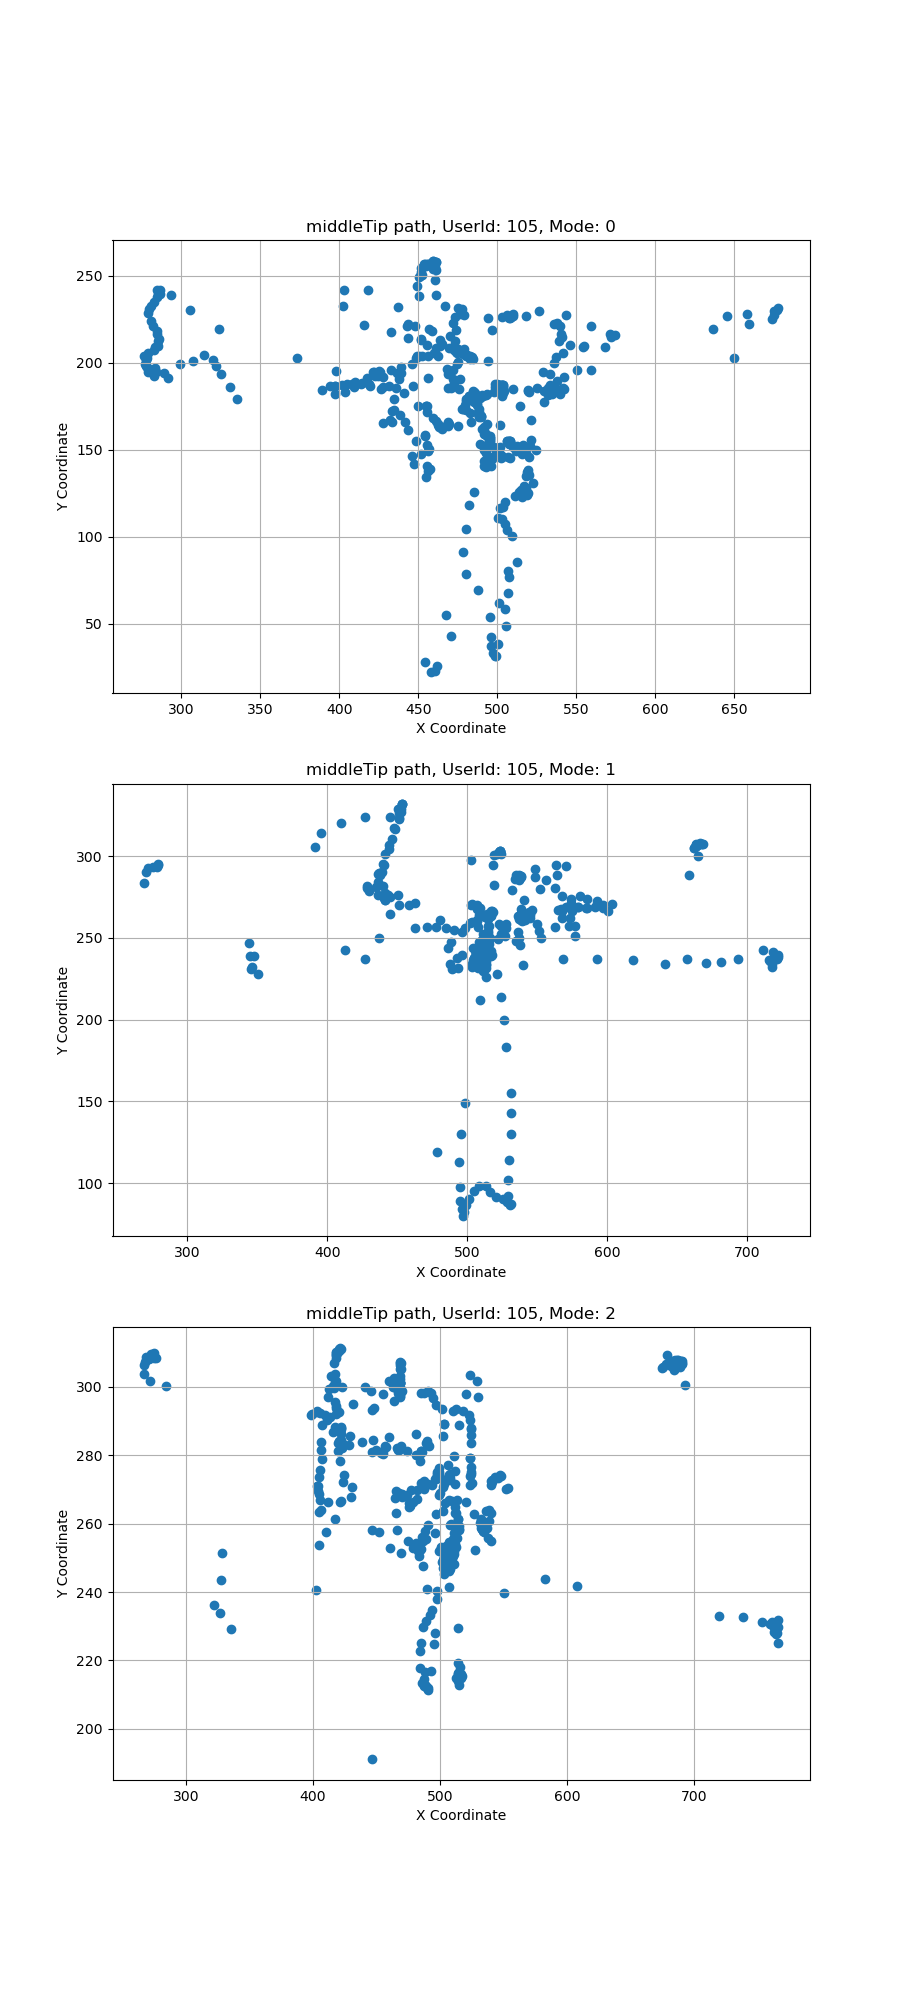 middleTip path, UserId: 105, Mode: 0
250
200
150
100
50
Y Coordinate
300 350 400 450 500 550 600 650
X Coordinate
middleTip path, UserId: 105, Mode: 1
300
250
200
150
100
Y Coordinate
300 400 500 600 700
X Coordinate
middleTip path, UserId: 105, Mode: 2
300
280
260
240
220
200
Y Coordinate
300 400 500 600 700
X Coordinate